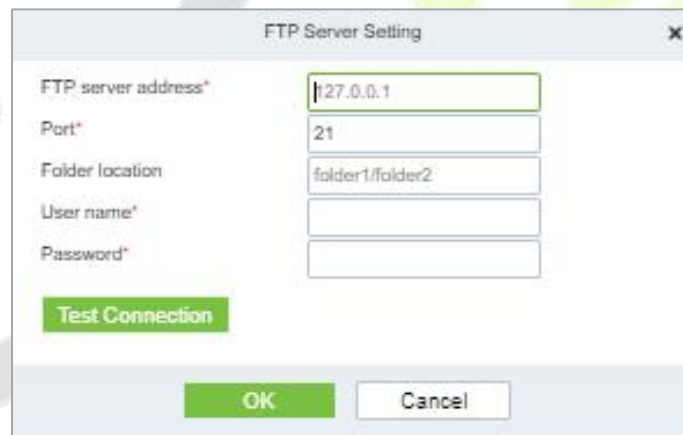 FTP Server Setting x
FTP server address* 127.0.0.1
Port* 21
Folder location folder1/folder2
User name*
Password*
Test Connection
OK Cancel